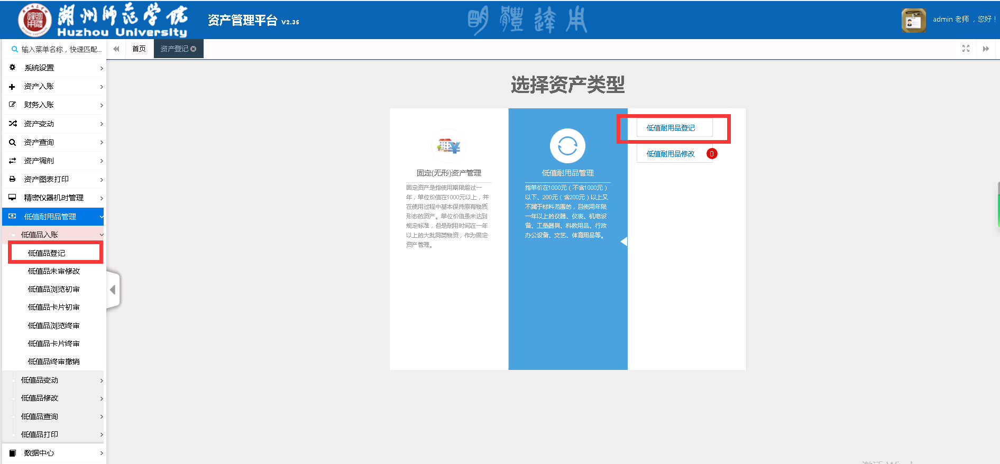 湖州师范学院
Huzhou University
资产管理平台 V2.35
明體達用
admin 老师 ，您好！
输入菜单名称，快速匹配...
首页
资产登记
系统设置
资产入账
财务入账
资产变动
资产查询
资产调剂
资产图表打印
精密仪器机时管理
低值耐用品管理
低值品入账
低值品登记
低值品未审修改
低值品浏览初审
低值品卡片初审
低值品浏览终审
低值品卡片终审
低值品终审撤销
低值品变动
低值品修改
低值品查询
低值品打印
数据中心
选择资产类型
固定(无形)资产管理
固定资产是指使用期限超过一
年，单位价值在1000元以上，并
在使用过程中基本保持原有物质
形态的资产。单位价值虽未达到
规定标准，但是耐用时间在一年
以上的大批同类物资，作为固定
资产管理。
低值耐用品管理
指单价在1000元（不含1000元）
以下、200元（含200元）以上又
不属于材料范围的，且使用年限
一年以上的仪器、仪表、机电设
备、工量器具、科教用品、行政
办公设备、文艺、体育用品等。
低值耐用品登记
低值耐用品修改
0